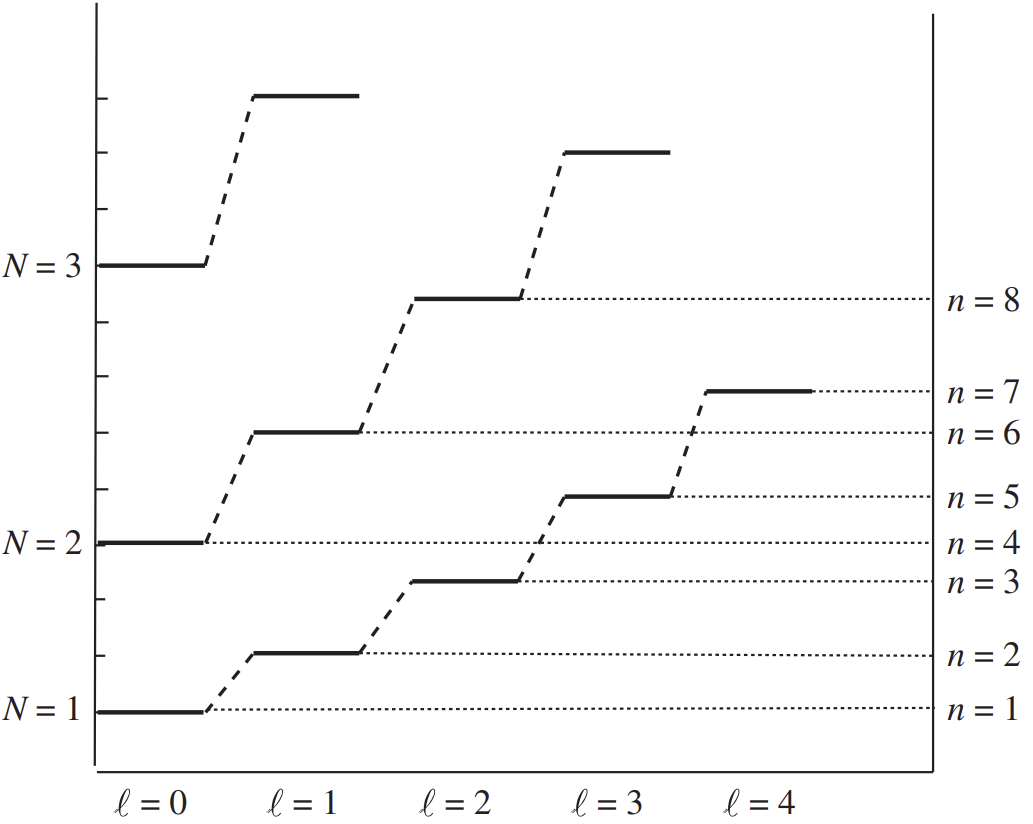 N = 3
n = 8
n = 7
n = 6
n = 5
N = 2
n = 4
n = 3
n = 2
N = 1
n = 1
ℓ = 0 ℓ = 1 ℓ = 2 ℓ = 3 ℓ = 4